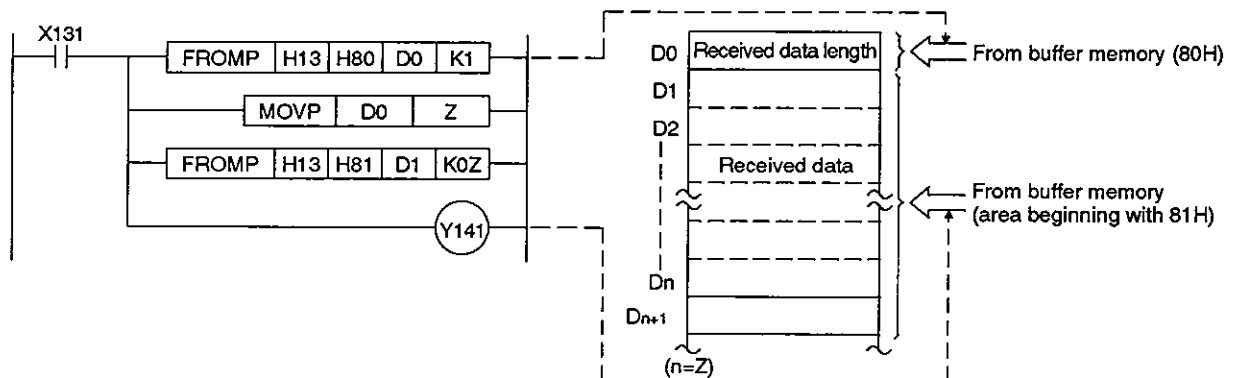 X131
FROMP H13 H80 D0 K1
MOVP D0 Z
FROMP H13 H81 D1 K0Z
Y141
D0 Received data length
D1
D2
Received data
Dn
Dn+1
(n=Z)
From buffer memory (80H)
From buffer memory
(area beginning with 81H)